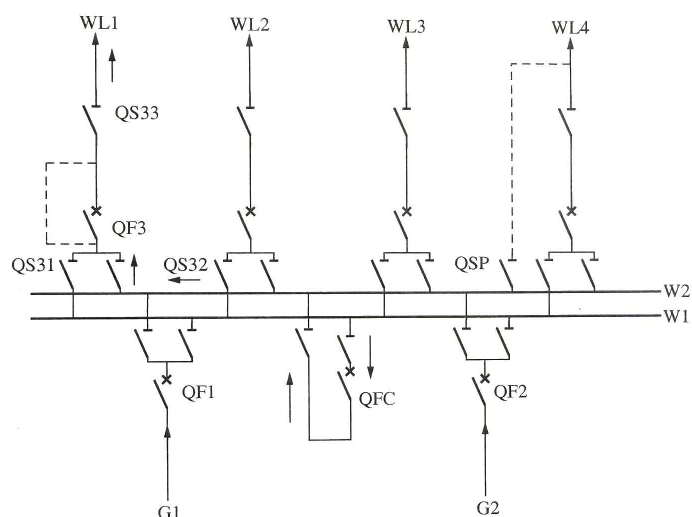 WL1 WL2 WL3 WL4
QS33
QF3
QS31 QS32 QSP
W2
W1
QF1 QFC QF2
G1 G2